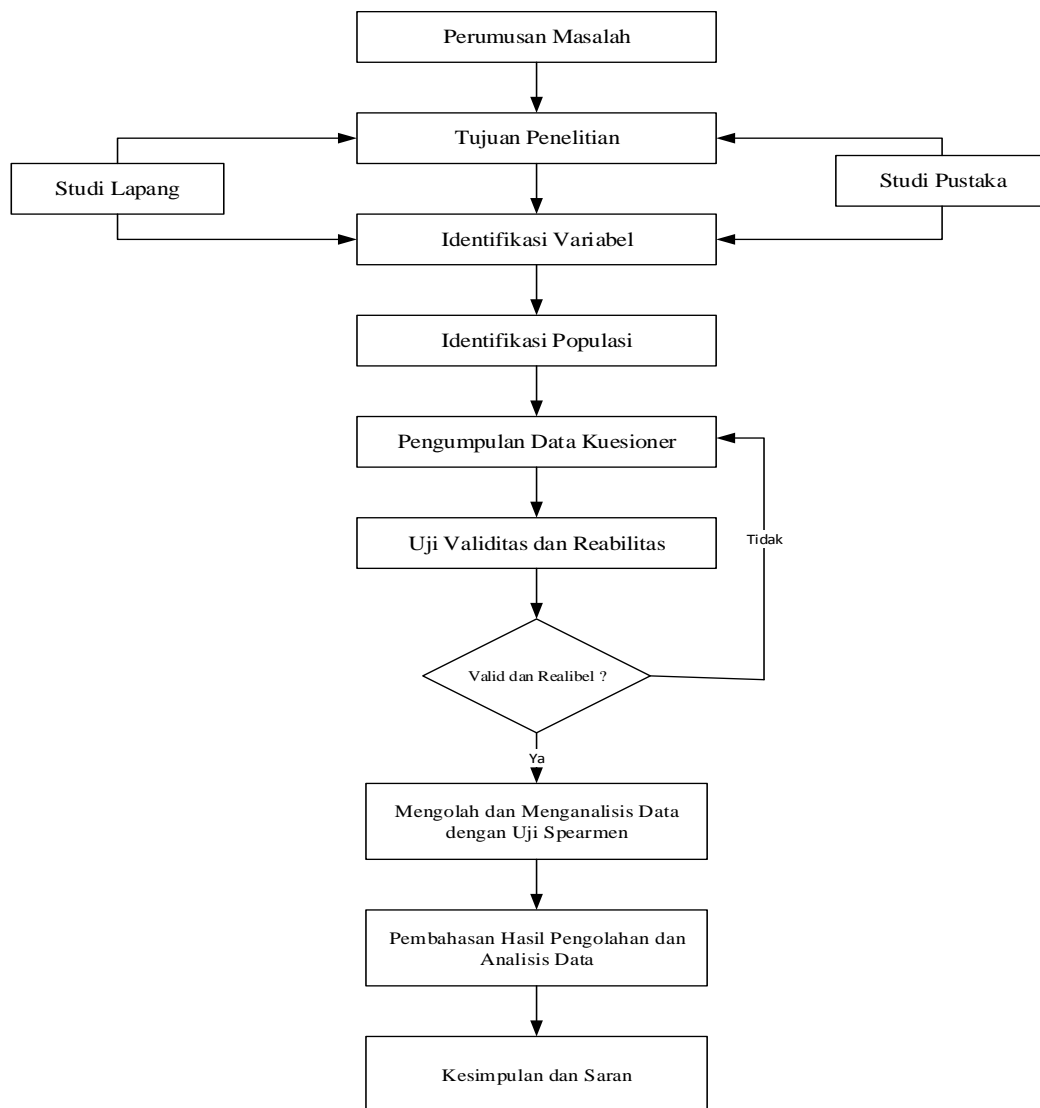 Perumusan Masalah
Tujuan Penelitian
Studi Lapang
Studi Pustaka
Identifikasi Variabel
Identifikasi Populasi
Pengumpulan Data Kuesioner
Uji Validitas dan Reabilitas
Tidak
Valid dan Realibel ?
Ya
Mengolah dan Menganalisis Data
dengan Uji Spearmen
Pembahasan Hasil Pengolahan dan
Analisis Data
Kesimpulan dan Saran